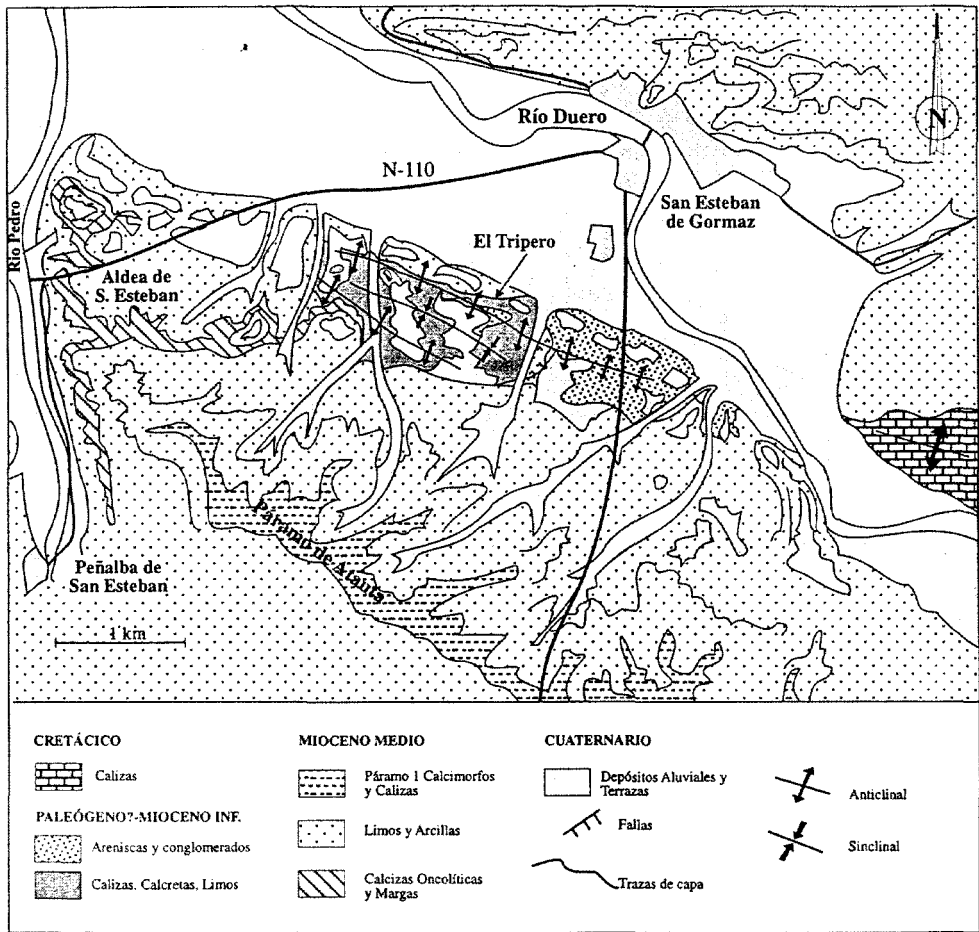 Río Duero
N
N-110
San Esteban
de Gormaz
Río Pedro
El Tripero
Aldea de
S. Esteban
Páramo de Atauta
Peñalba de
San Esteban
1 km
CRETÁCICO
Calizas
PALEÓGENO?-MIOCENO INF.
Areniscas y conglomerados
Calizas, Calcretas, Limos
MIOCENO MEDIO
Páramo 1 Calcimorfos
y Calizas
Limos y Arcillas
Calcizas Oncolíticas
y Margas
CUATERNARIO
Depósitos Aluviales y
Terrazas
Fallas
Trazas de capa
Anticlinal
Sinclinal